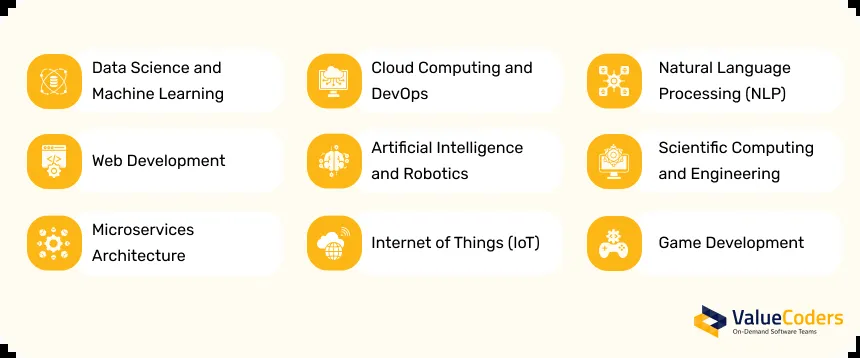 Data Science and
Machine Learning
Cloud Computing and
DevOps
Natural Language
Processing (NLP)
Web Development
Artificial Intelligence
and Robotics
Scientific Computing
and Engineering
Microservices
Architecture
Internet of Things (IoT)
Game Development
ValueCoders
On-Demand Software Teams